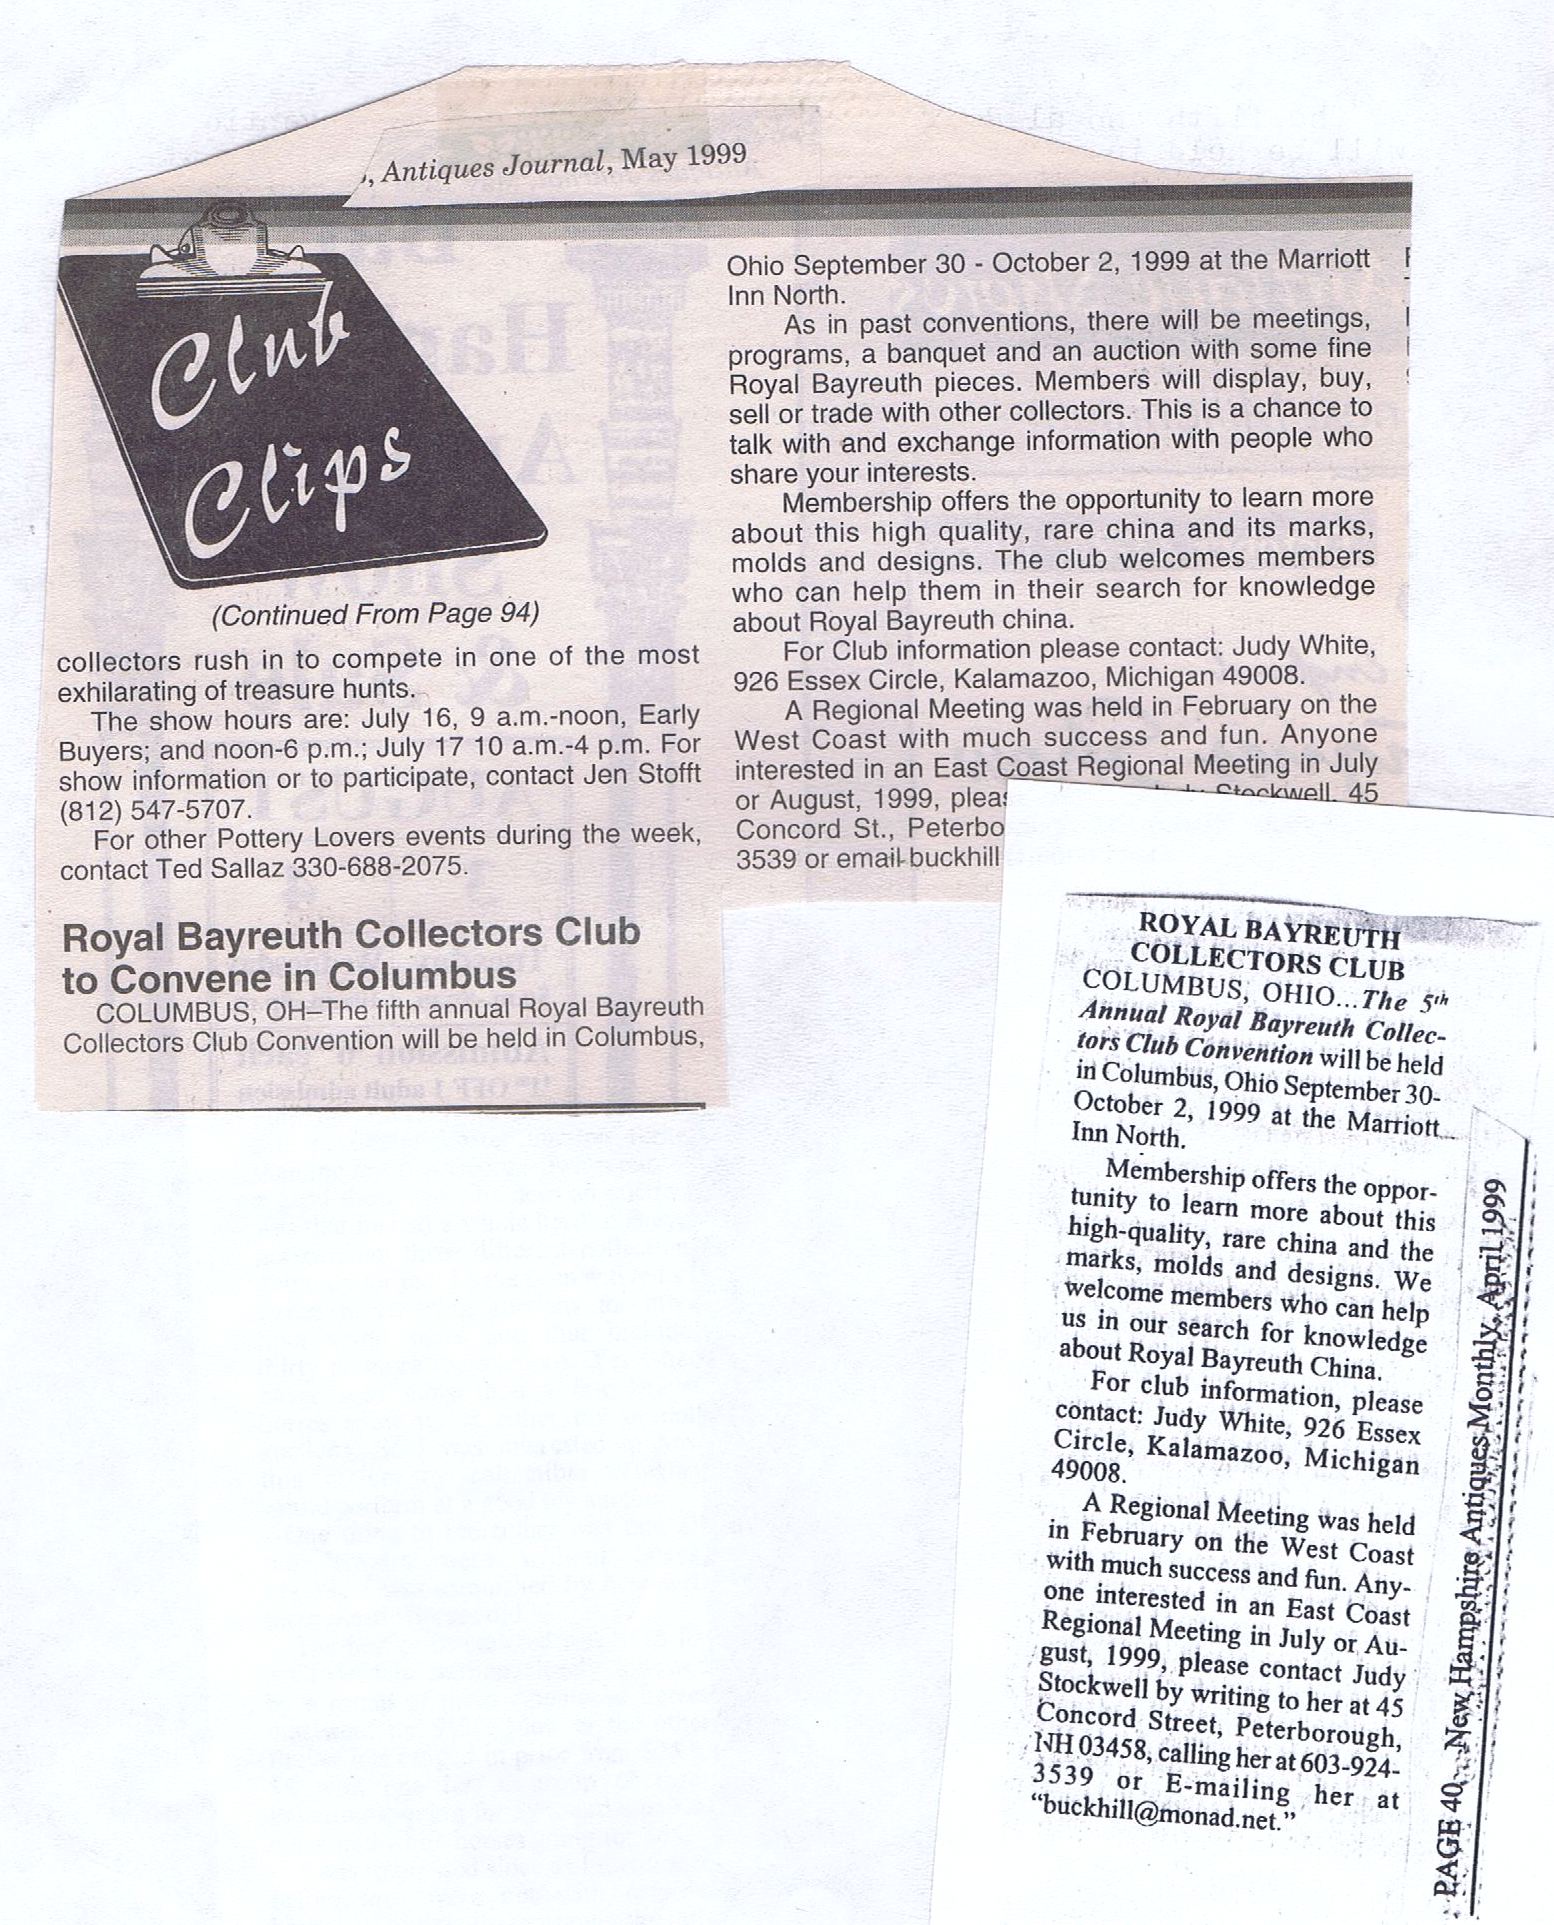 , Antiques Journal, May 1999
Club
Clips
(Continued From Page 94)
collectors rush in to compete in one of the most
exhilarating of treasure hunts.
The show hours are: July 16, 9 a.m.-noon, Early
Buyers; and noon-6 p.m.; July 17 10 a.m.-4 p.m. For
show information or to participate, contact Jen Stofft
(812) 547-5707.
For other Pottery Lovers events during the week,
contact Ted Sallaz 330-688-2075.
Royal Bayreuth Collectors Club
to Convene in Columbus
COLUMBUS, OH–The fifth annual Royal Bayreuth
Collectors Club Convention will be held in Columbus,
Ohio September 30 - October 2, 1999 at the Marriott
Inn North.
As in past conventions, there will be meetings,
programs, a banquet and an auction with some fine
Royal Bayreuth pieces. Members will display, buy,
sell or trade with other collectors. This is a chance to
talk with and exchange information with people who
share your interests.
Membership offers the opportunity to learn more
about this high quality, rare china and its marks,
molds and designs. The club welcomes members
who can help them in their search for knowledge
about Royal Bayreuth china.
For Club information please contact: Judy White,
926 Essex Circle, Kalamazoo, Michigan 49008.
A Regional Meeting was held in February on the
West Coast with much success and fun. Anyone
interested in an East Coast Regional Meeting in July
or August, 1999, pleas Stockwell, 45
Concord St., Peterbo
3539 or email buckhill
ROYAL BAYREUTH
COLLECTORS CLUB
COLUMBUS, OHIO...The 5th
Annual Royal Bayreuth Collec-
tors Club Convention will be held
in Columbus, Ohio September 30-
October 2, 1999 at the Marriott
Inn North.
Membership offers the oppor-
tunity to learn more about this
high-quality, rare china and the
marks, molds and designs. We
welcome members who can help
us in our search for knowledge
about Royal Bayreuth China.
For club information, please
contact: Judy White, 926 Essex
Circle, Kalamazoo, Michigan
49008.
A Regional Meeting was held
in February on the West Coast
with much success and fun. Any-
one interested in an East Coast
Regional Meeting in July or Au-
gust, 1999, please contact Judy
Stockwell by writing to her at 45
Concord Street, Peterborough,
NH 03458, calling her at 603-924-
3539 or E-mailing her at
“buckhill@monad.net.”
PAGE 40 New Hampshire Antiques Monthly, April 1999